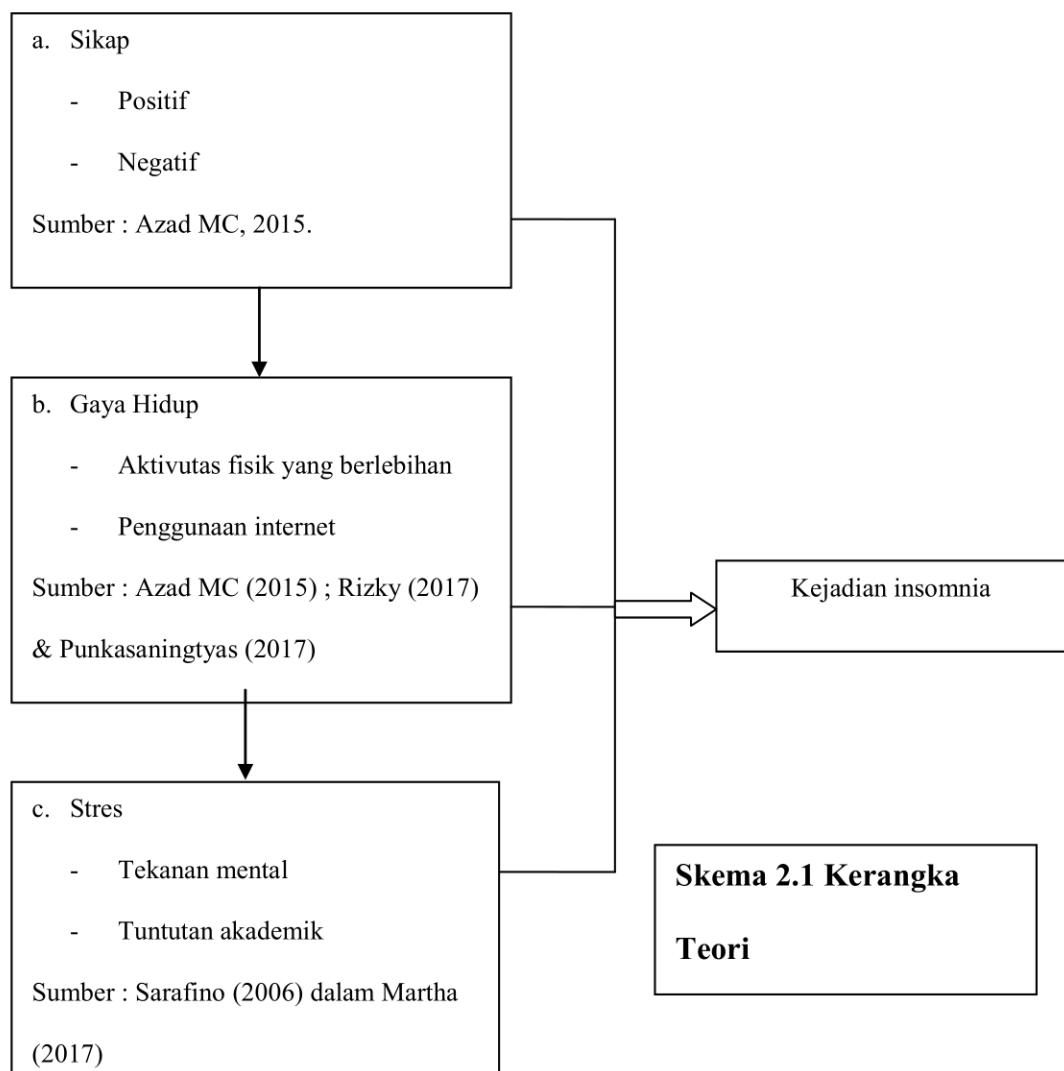 a. Sikap
- Positif
- Negatif
Sumber : Azad MC, 2015.
b. Gaya Hidup
- Aktivutas fisik yang berlebihan
- Penggunaan internet
Sumber : Azad MC (2015) ; Rizky (2017)
& Punkasaningtyas (2017)
Kejadian insomnia
c. Stres
- Tekanan mental
- Tuntutan akademik
Sumber : Sarafino (2006) dalam Martha
(2017)
Skema 2.1 Kerangka
Teori